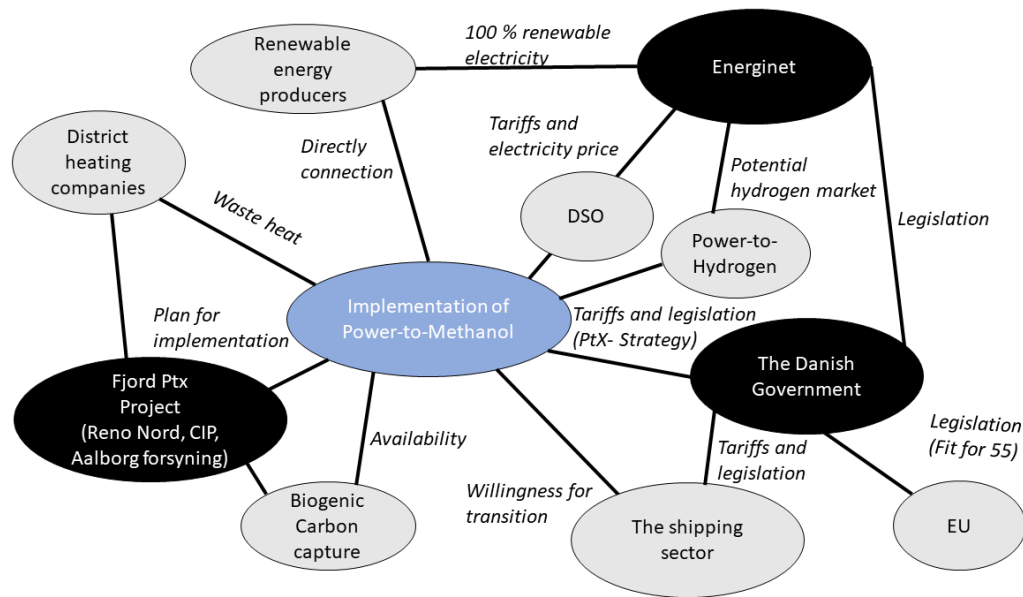 100 % renewable
electricity
Renewable
energy
producers
Energinet
District
heating
companies
Directly
connection
Tariffs and
electricity price
Potential
hydrogen market
Waste heat
DSO
Power-to-
Hydrogen
Legislation
Implementation of
Power-to-Methanol
Plan for
implementation
Tariffs and legislation
(PtX- Strategy)
The Danish
Government
Fjord Ptx
Project
(Reno Nord, CIP,
Aalborg forsyning)
Availability
Legislation
(Fit for 55)
Tariffs and
legislation
Willingness for
transition
Biogenic
Carbon
capture
The shipping
sector
EU